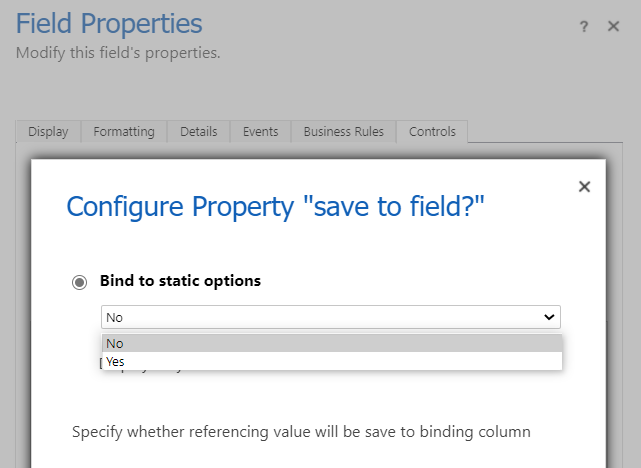 Field Properties
? ×
Modify this field's properties.
Display Formatting Details Events Business Rules Controls
×
Configure Property "save to field?"
Bind to static options
No
No
Yes
Specify whether referencing value will be save to binding column